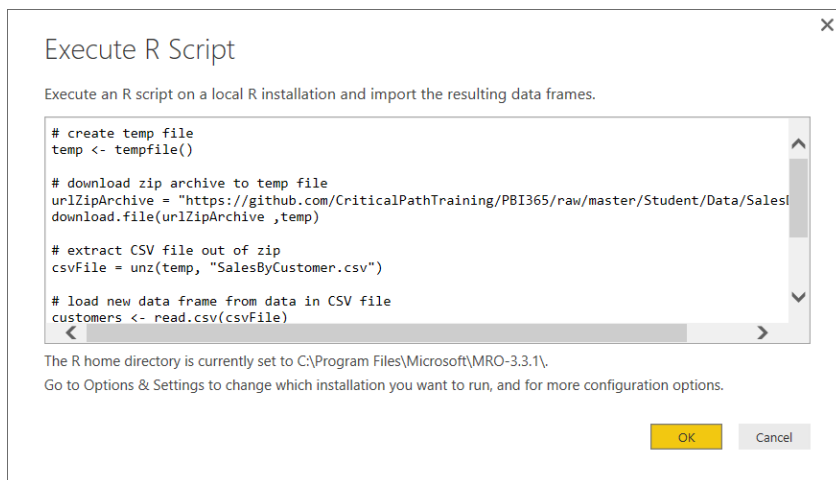 Execute R Script
Execute an R script on a local R installation and import the resulting data frames.
# create temp file
temp <- tempfile()
# download zip archive to temp file
urlZipArchive = "https://github.com/CriticalPathTraining/PBI365/raw/master/Student/Data/Sales
download.file(urlZipArchive ,temp)
# extract CSV file out of zip
csvFile = unz(temp, "SalesByCustomer.csv")
# load new data frame from data in CSV file
customers <- read.csv(csvFile)
The R home directory is currently set to C:\Program Files\Microsoft\MRO-3.3.1\.
Go to Options & Settings to change which installation you want to run, and for more configuration options.
OK Cancel